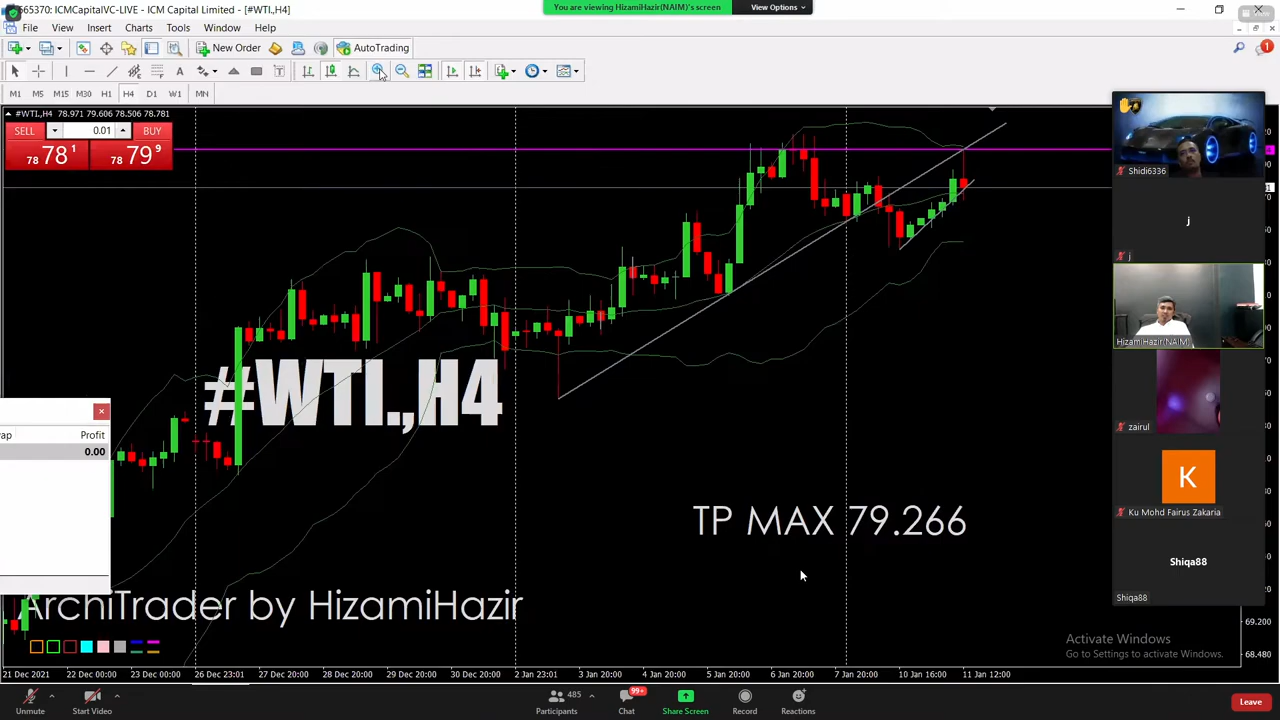 565370: ICMCapitalVC-LIVE - ICM Capital Limited - [#WTI.,H4]
You are viewing HizamiHazir(NAIM)'s screen
View Options
View
File View Insert Charts Tools Window Help
New Order
AutoTrading
1
A
T
M1 M5 M15 M30 H1 H4 D1 W1 MN
#WTI.,H4 78.971 79.606 78.506 78.781
SELL 0.01 BUY
78 78 1
78 79 9
Shidi6336
j
j
HizamiHazir(NAIM)
zairul
K
Ku Mohd Fairus Zakaria
Shiqa88
Shiqa88
#WTI.,H4
Profit
0.00
TP MAX 79.266
ArchiTrader by HizamiHazir
69.200
68.480
Activate Windows
Go to Settings to activate Windows.
21 Dec 2021 22 Dec 00:00 23 Dec 00:00 26 Dec 23:01 27 Dec 20:00 28 Dec 20:00 29 Dec 20:00 30 Dec 20:00 2 Jan 23:01 3 Jan 20:00 4 Jan 20:00 5 Jan 20:00 6 Jan 20:00 7 Jan 20:00 10 Jan 16:00 11 Jan 12:00
Unmute
Start Video
485
Participants
99+
Chat
Share Screen
Record
Reactions
Leave